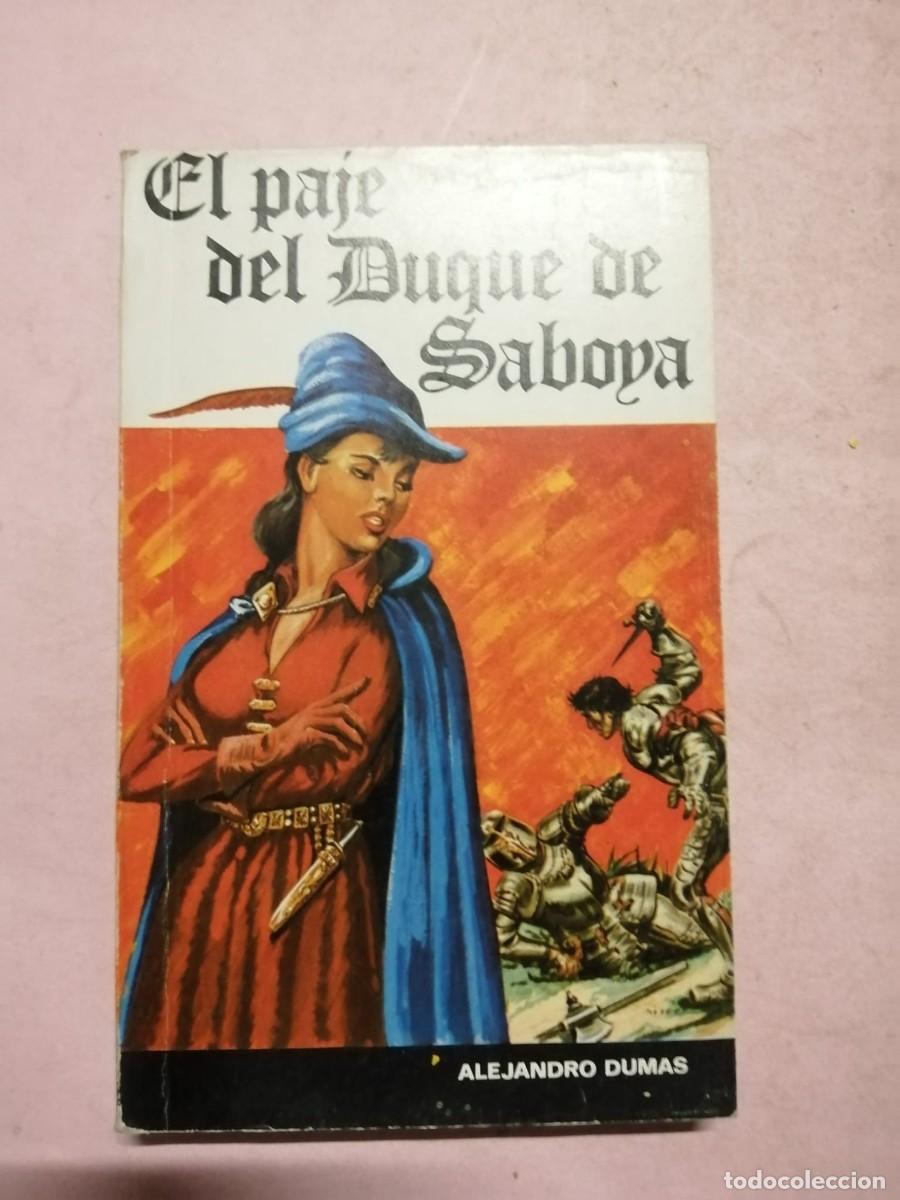 El paje
del Duque de
Saboya
ALEJANDRO DUMAS
todocoleccion